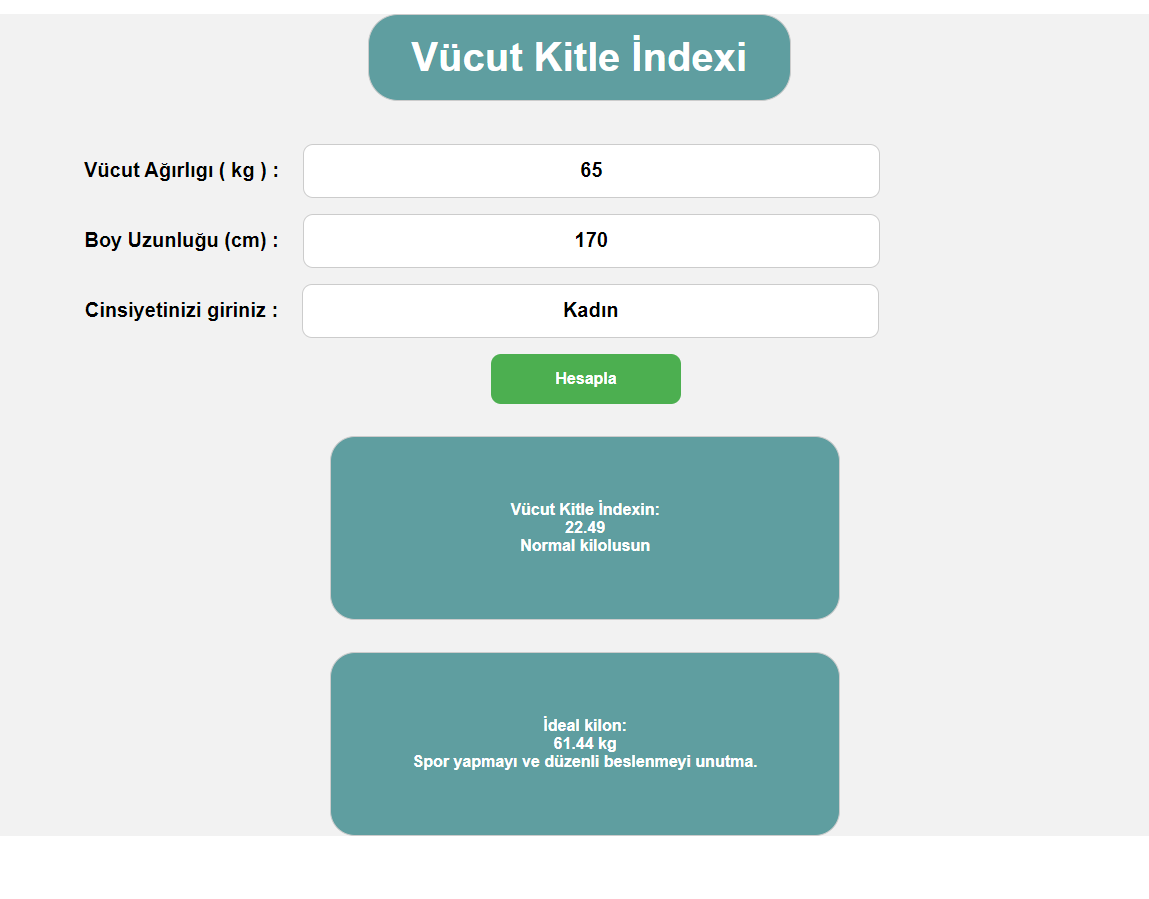 Vücut Kitle İndexi
Vücut Ağırlıgı ( kg ) : 65
Boy Uzunluğu (cm) : 170
Cinsiyetinizi giriniz : Kadın
Hesapla
Vücut Kitle İndexin:
22.49
Normal kilolusun
İdeal kilon:
61.44 kg
Spor yapmayı ve düzenli beslenmeyi unutma.